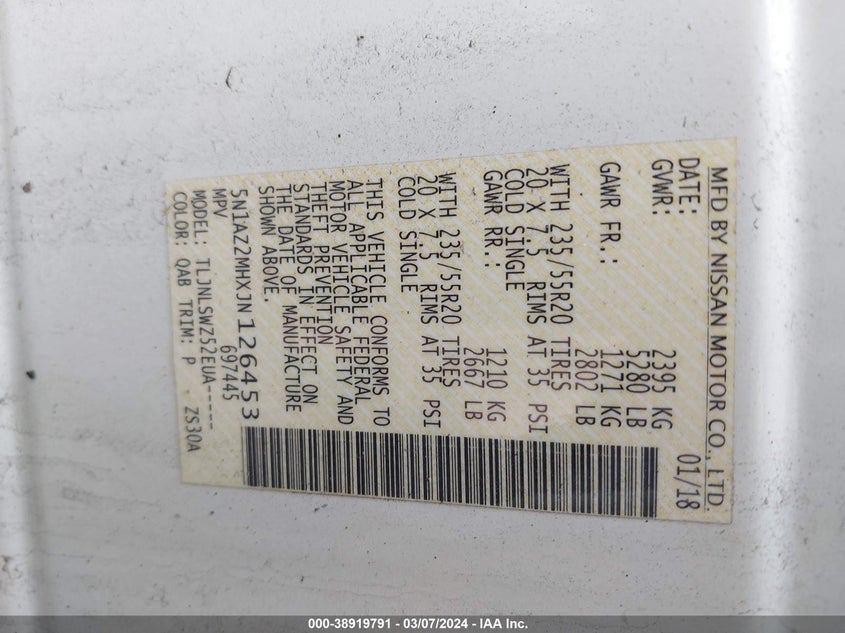 MFD BY NISSAN MOTOR CO., LTD.
DATE: 01/18
GVWR: 2395 KG
5280 LB
GAWR FR.: 1271 KG
2802 LB
WITH 235/55R20 TIRES
20 X 7.5 RIMS AT 35 PSI
COLD SINGLE
GAWR RR.: 1210 KG
2667 LB
WITH 235/55R20 TIRES
20 X 7.5 RIMS AT 35 PSI
COLD SINGLE
THIS VEHICLE CONFORMS TO
ALL APPLICABLE FEDERAL
MOTOR VEHICLE SAFETY AND
THEFT PREVENTION
STANDARDS IN EFFECT ON
THE DATE OF MANUFACTURE
SHOWN ABOVE.
5N1AZ2MHXJN126453
MPV 697445
MODEL: TLJNLSWZ52EUA-----
COLOR: QAB TRIM: P ZS30A
000-38919791 - 03/07/2024 - IAA Inc.